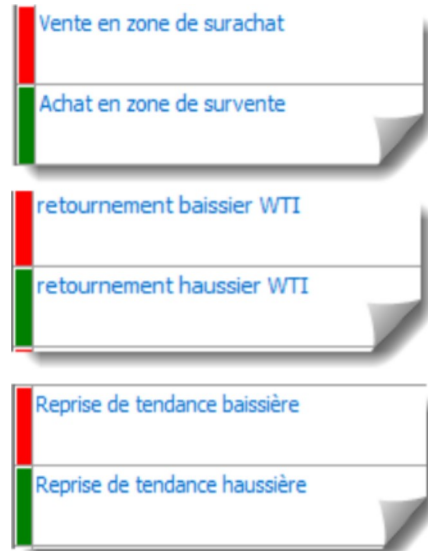 Vente en zone de surachat
Achat en zone de survente
retournement baissier WTI
retournement haussier WTI
Reprise de tendance baissière
Reprise de tendance haussière